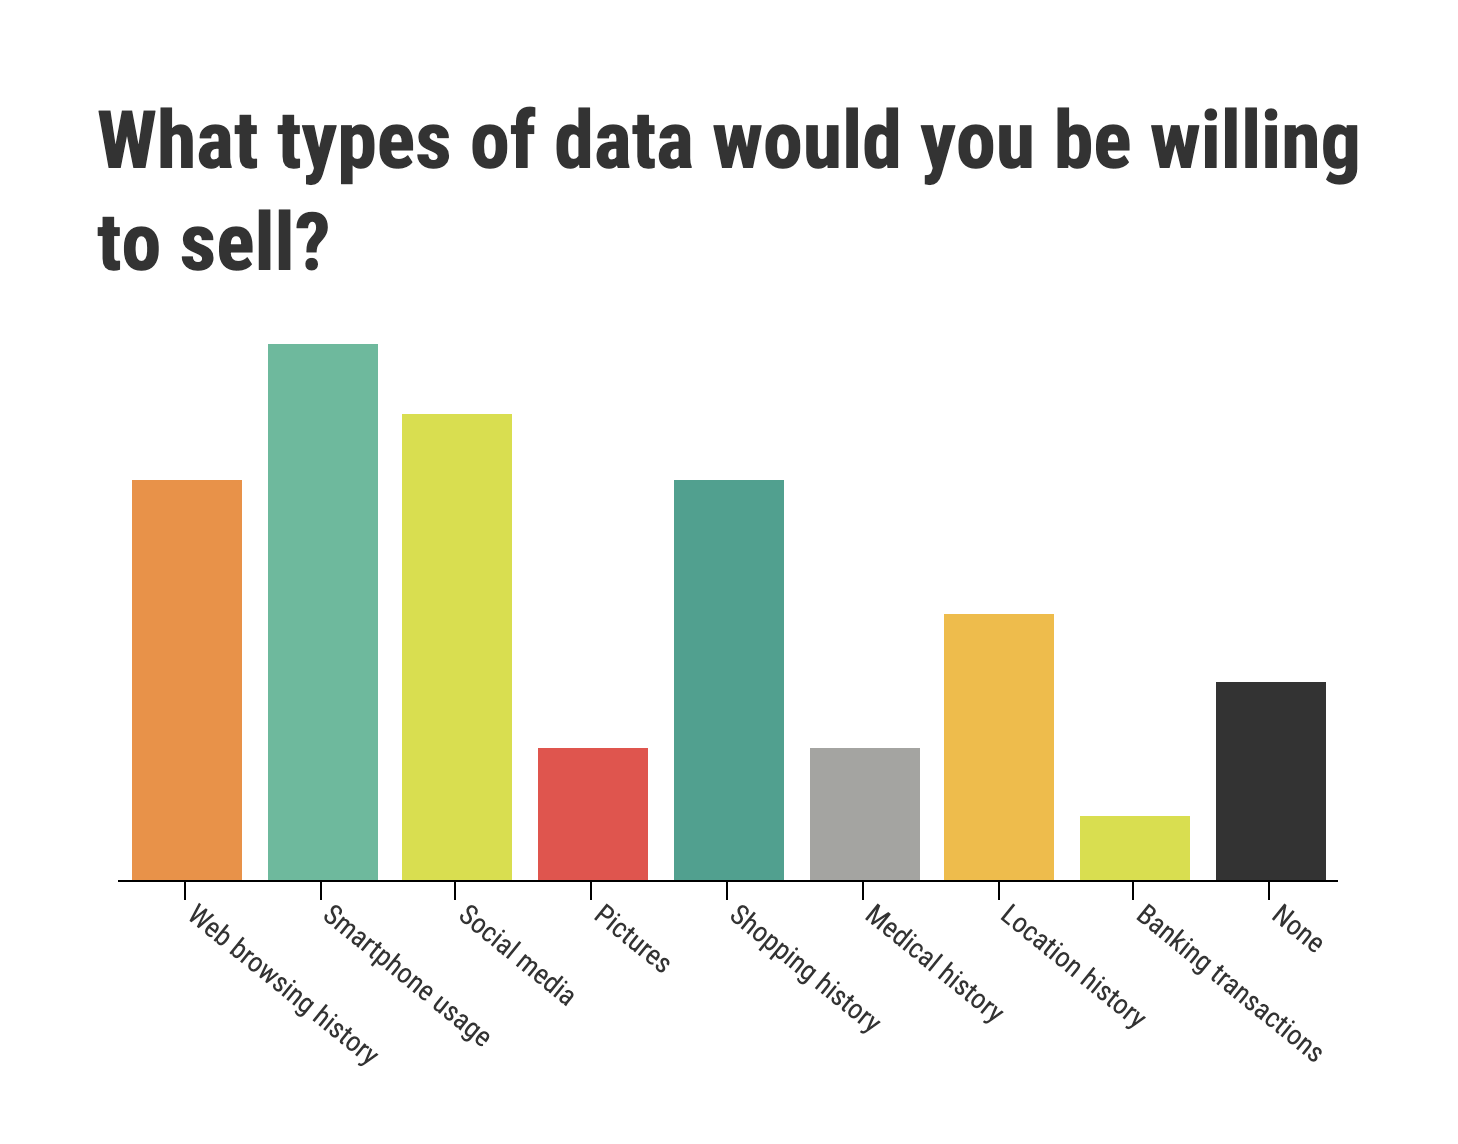 What types of data would you be willing
to sell?
Web browsing history
Smartphone usage
Social media
Pictures
Shopping history
Medical history
Location history
Banking transactions
None